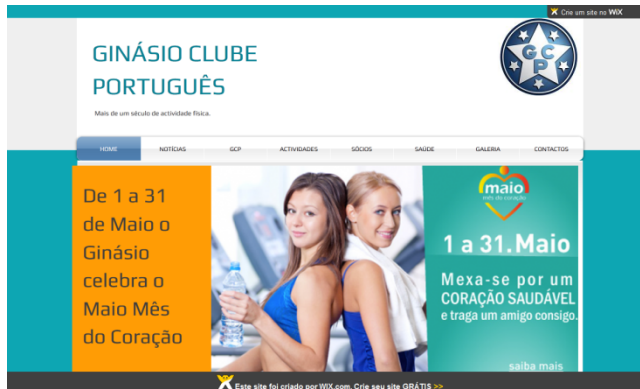 Crie um site no WiX
GINÁSIO CLUBE
PORTUGUÊS
Mais de um século de actividade física.
G C
P
HOME NOTÍCIAS GCP ACTIVIDADES SÓCIOS SAÚDE GALERIA CONTACTOS
De 1 a 31
de Maio o
Ginásio
celebra o
Maio Mês
do Coração
maio
mês do coração
1 a 31.Maio
Mexa-se por um
CORAÇÃO SAUDÁVEL
e traga um amigo consigo.
saiba mais
Este site foi criado por WIX.com. Crie seu site GRÁTIS >>